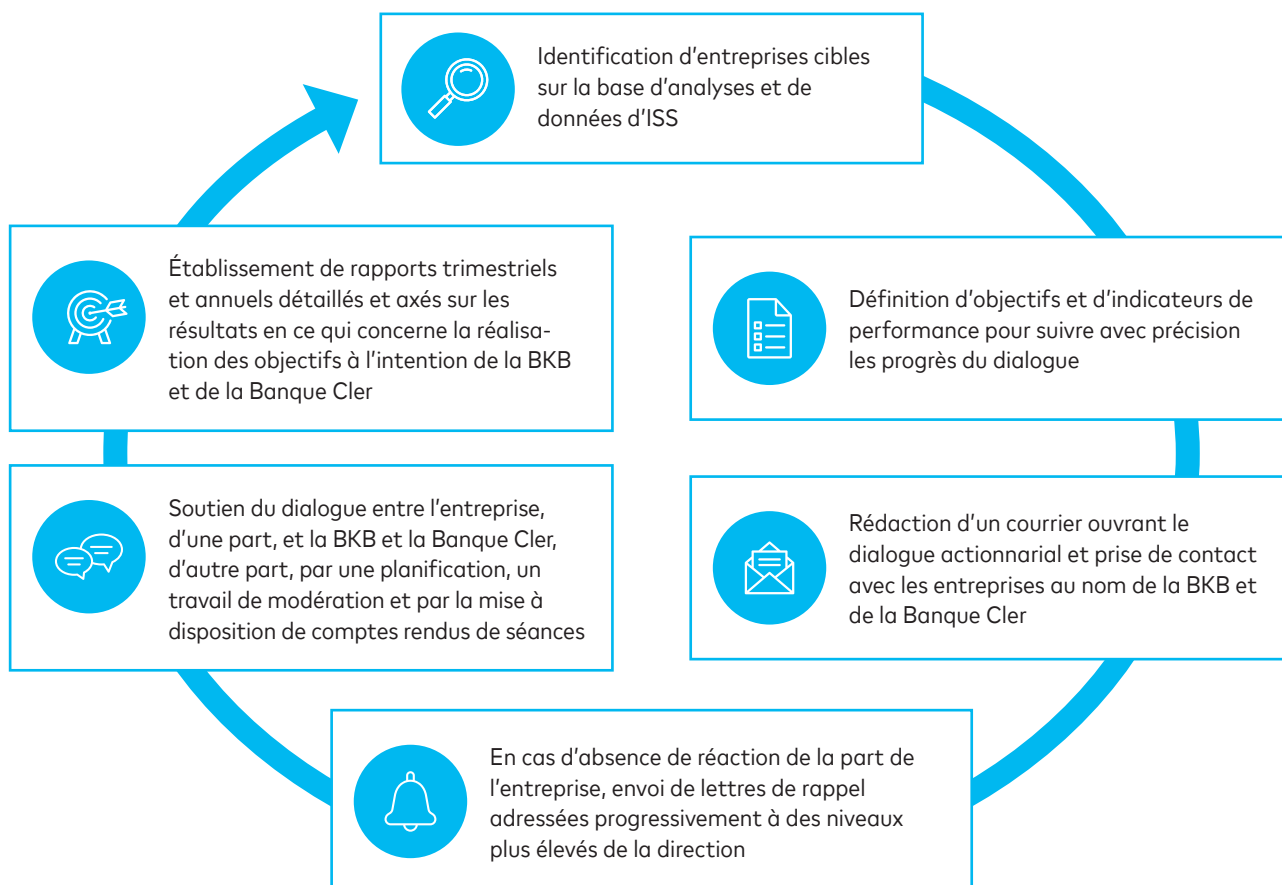 Identification d’entreprises cibles
sur la base d’analyses et de
données d’ISS
Définition d’objectifs et d’indicateurs de
performance pour suivre avec précision
les progrès du dialogue
Rédaction d’un courrier ouvrant le
dialogue actionnarial et prise de contact
avec les entreprises au nom de la BKB et
de la Banque Cler
En cas d’absence de réaction de la part de
l’entreprise, envoi de lettres de rappel
adressées progressivement à des niveaux
plus élevés de la direction
Soutien du dialogue entre l’entreprise,
d’une part, et la BKB et la Banque Cler,
d’autre part, par une planification, un
travail de modération et par la mise à
disposition de comptes rendus de séances
Établissement de rapports trimestriels
et annuels détaillés et axés sur les
résultats en ce qui concerne la réalisa-
tion des objectifs à l’intention de la BKB
et de la Banque Cler